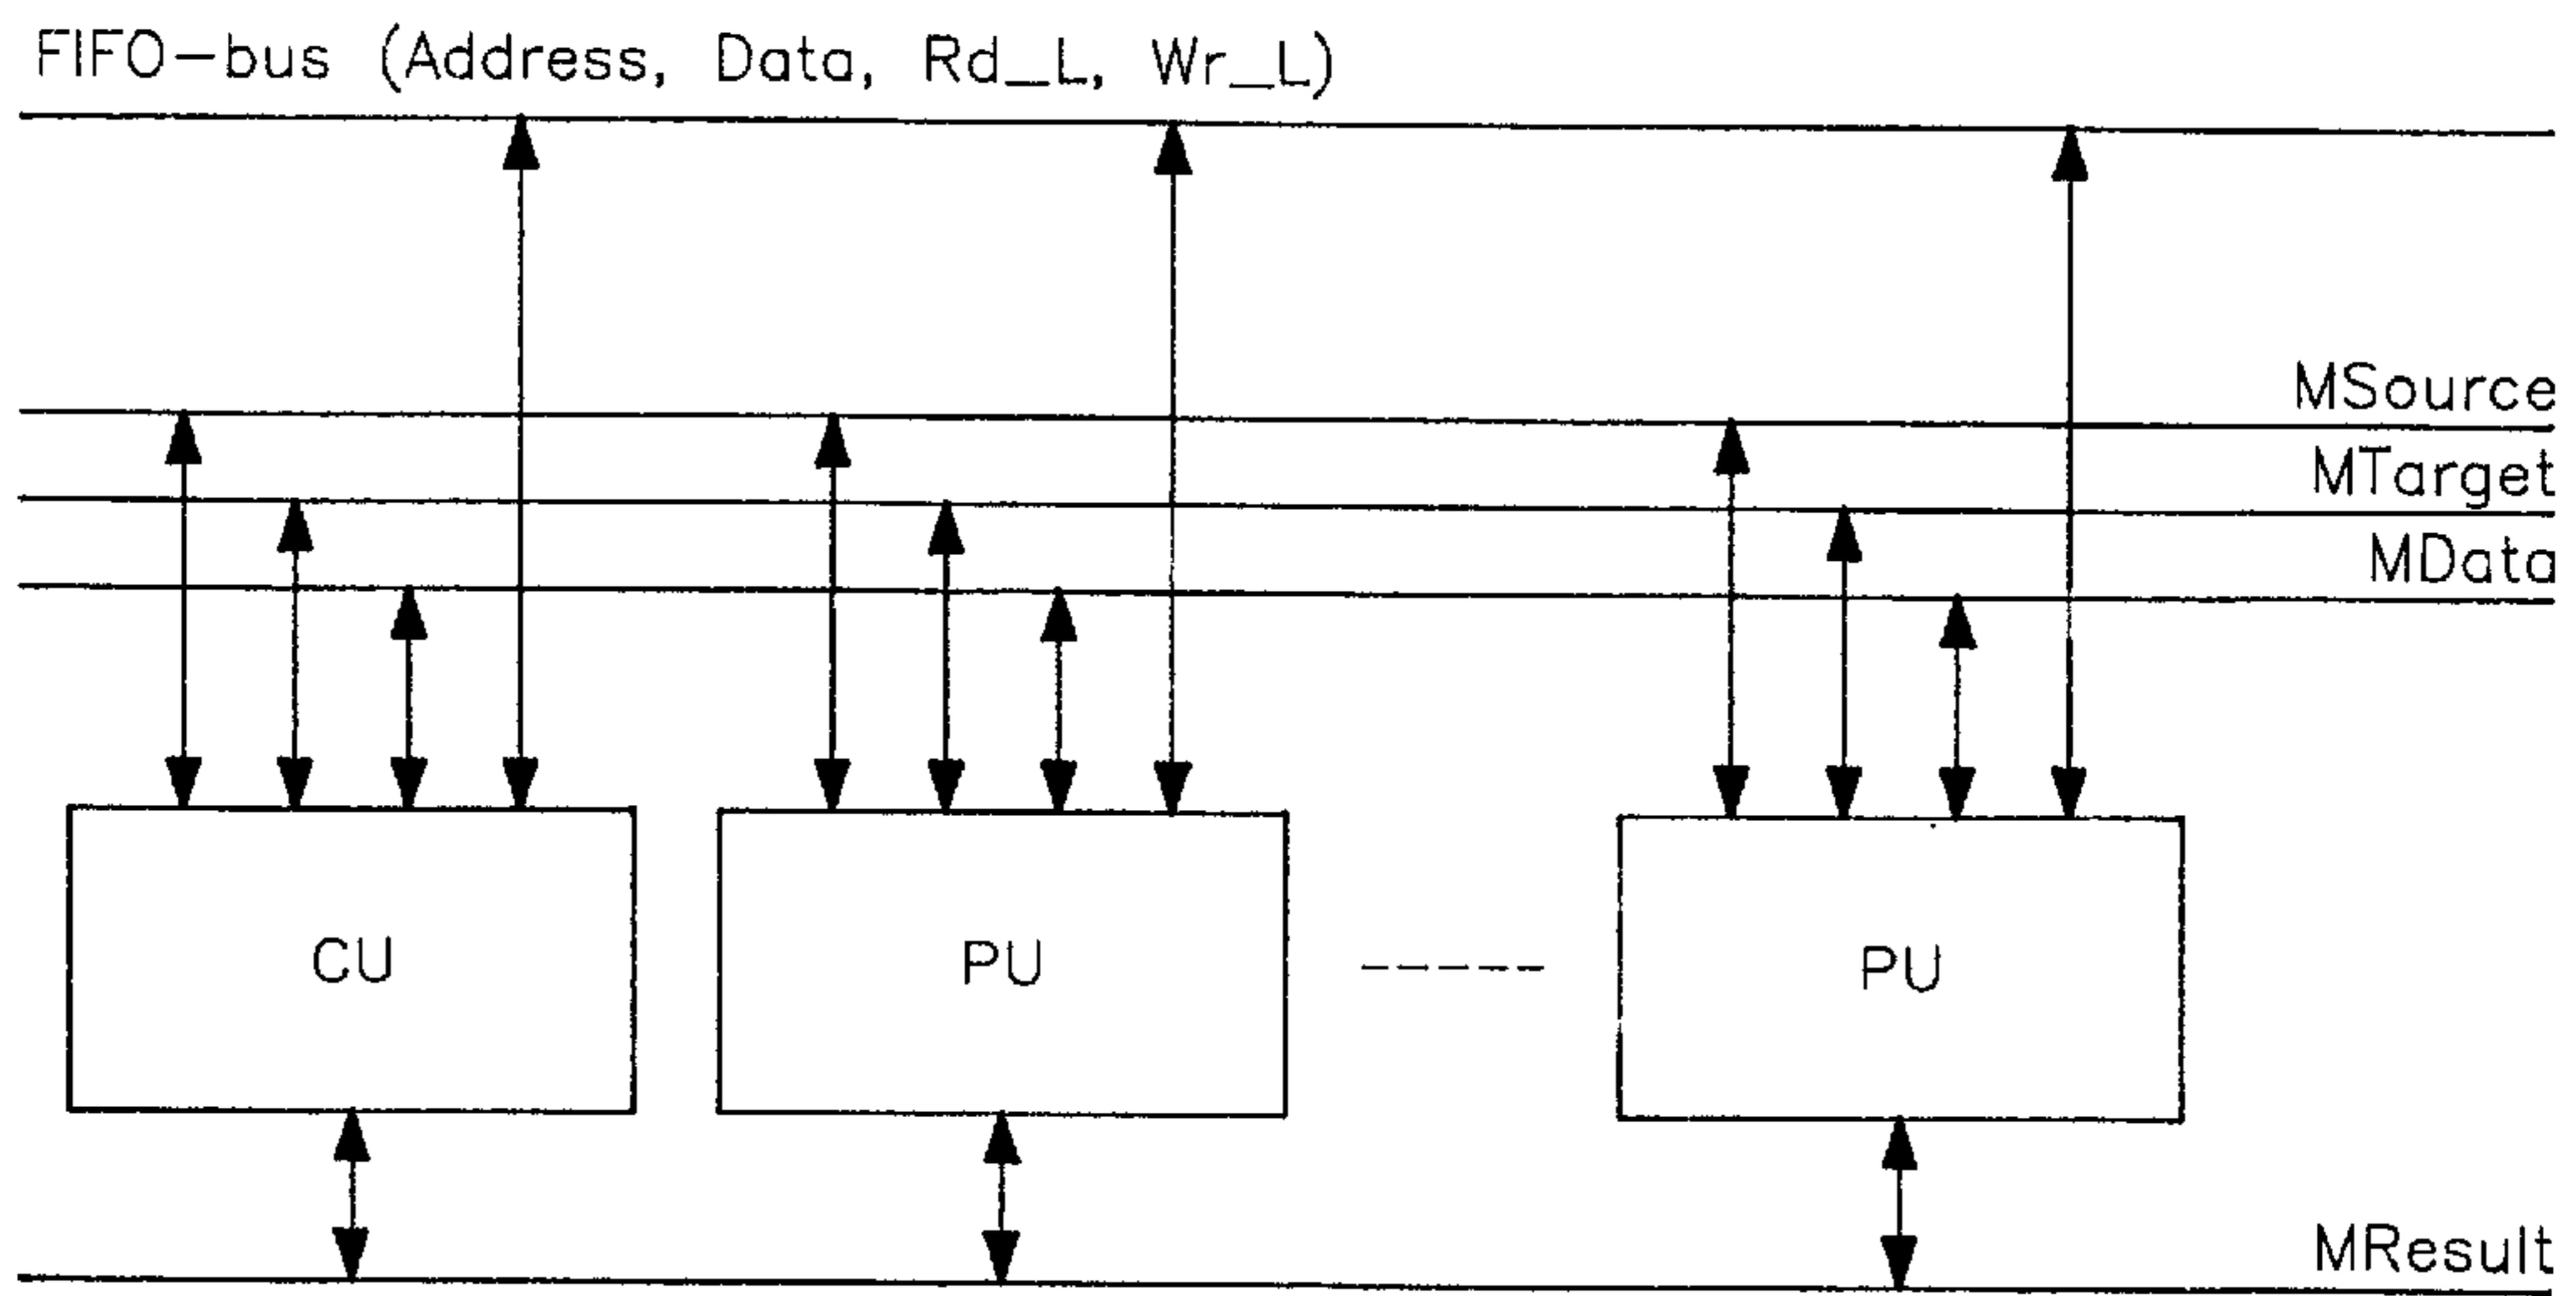 FIFO-bus (Address, Data, Rd_L, Wr_L)
MSource
MTarget
MData
CU
PU
PU
MResult